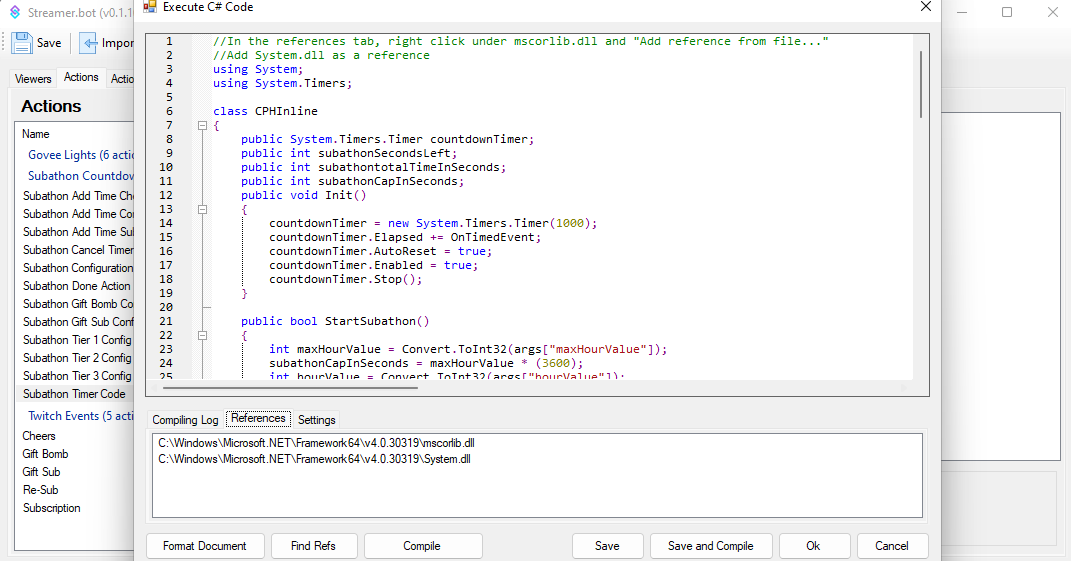 Streamer.bot (v0.1.1
Execute C# Code
Save
Impor
Viewers
Actions
Actio
Actions
Name
Govee Lights (6 actio
Subathon Countdow
Subathon Add Time Che
Subathon Add Time Co
Subathon Add Time Sul
Subathon Cancel Timer
Subathon Configuration
Subathon Done Action
Subathon Gift Bomb Co
Subathon Gift Sub Conf
Subathon Tier 1 Config
Subathon Tier 2 Config
Subathon Tier 3 Config
Subathon Timer Code
Twitch Events (5 acti
Cheers
Gift Bomb
Gift Sub
Re-Sub
Subscription
1 //In the references tab, right click under mscorlib.dll and "Add reference from file..."
2 //Add System.dll as a reference
3 using System;
4 using System.Timers;
5
6 class CPHInline
7 {
8 public System.Timers.Timer countdownTimer;
9 public int subathonSecondsLeft;
10 public int subathontotalTimeInSeconds;
11 public int subathonCapInSeconds;
12 public void Init()
13 {
14 countdownTimer = new System.Timers.Timer(1000);
15 countdownTimer.Elapsed += OnTimedEvent;
16 countdownTimer.AutoReset = true;
17 countdownTimer.Enabled = true;
18 countdownTimer.Stop();
19 }
20
21 public bool StartSubathon()
22 {
23 int maxHourValue = Convert.ToInt32(args["maxHourValue"]);
24 subathonCapInSeconds = maxHourValue * (3600);
25 int hourValue = Convert.ToInt32(args["hourValue"]);
Compiling Log
References
Settings
C:\Windows\Microsoft.NET\Framework64\v4.0.30319\mscorlib.dll
C:\Windows\Microsoft.NET\Framework64\v4.0.30319\System.dll
Format Document
Find Refs
Compile
Save
Save and Compile
Ok
Cancel